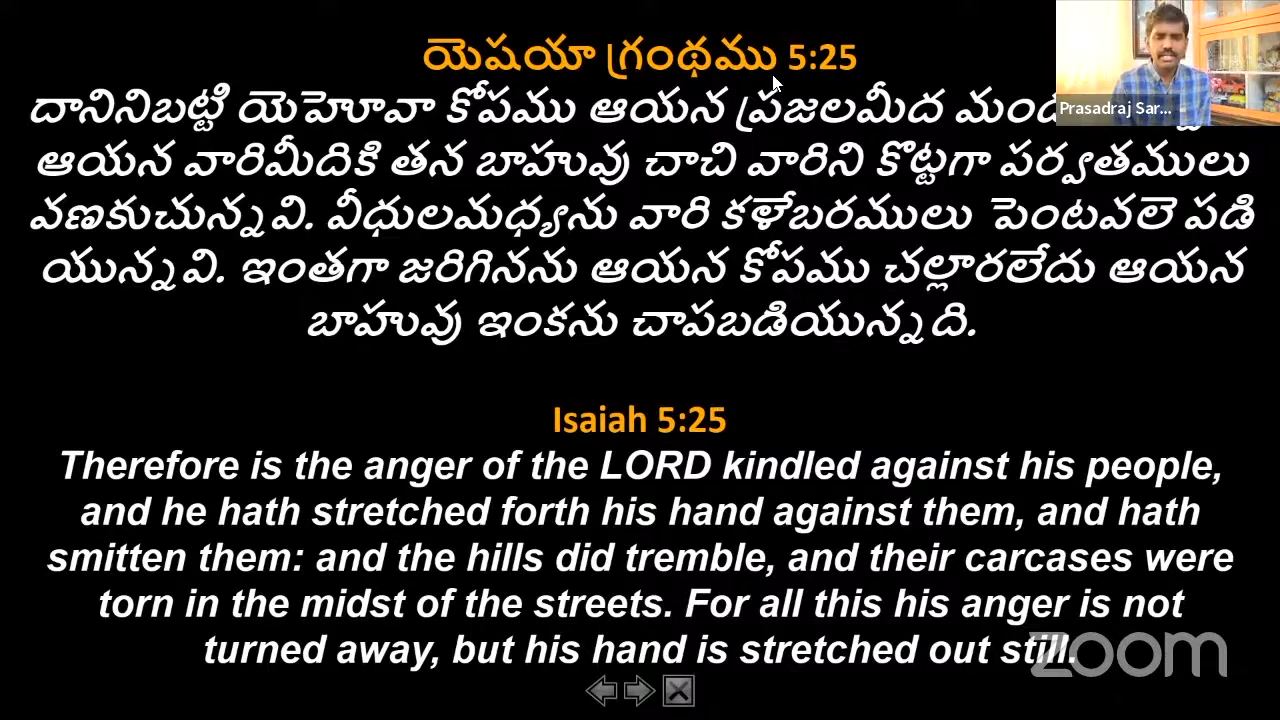 యెషయా గ్రంథము 5:25
దానినిబట్టి యెహెూవా కోపము ఆయన ప్రజలమీద
ఆయన వారిమీదికి తన బాహువు చాచి వారిని కొట్టగా పర్వతములు
వణకుచున్నవి. వీధులమధ్యను వారి కళేబరములు పెంటవలె పడి
యున్నవి. ఇంతగా జరిగినను ఆయన కోపము చల్లారలేదు ఆయన
బాహువు ఇంకను చాపబడియున్నది.
Prasadraj Sar...
Isaiah 5:25
Therefore is the anger of the LORD kindled against his people,
and he hath stretched forth his hand against them, and hath
smitten them: and the hills did tremble, and their carcases were
torn in the midst of the streets. For all this his anger is not
turned away, but his hand is stretched out still.
zoom